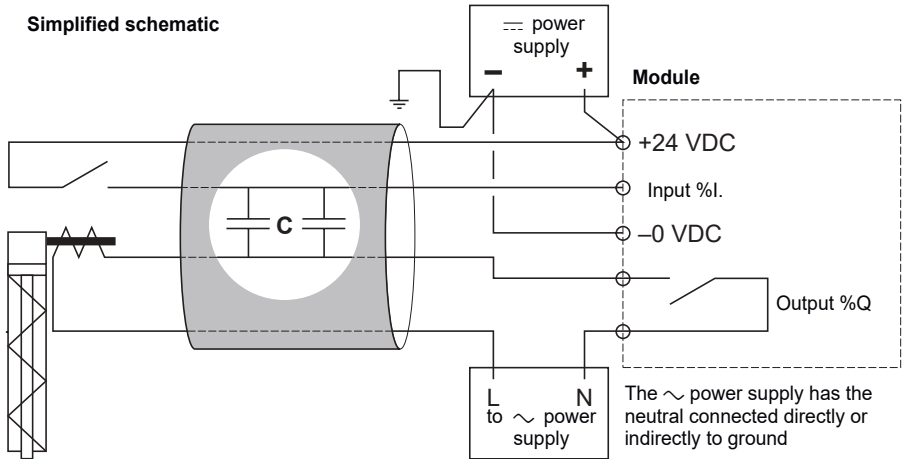 Simplified schematic
⎓ power
supply
– +
Module
+24 VDC
Input %I.
–0 VDC
C
Output %Q
L N
to ∼ power
supply
The ∼ power supply has the
neutral connected directly or
indirectly to ground